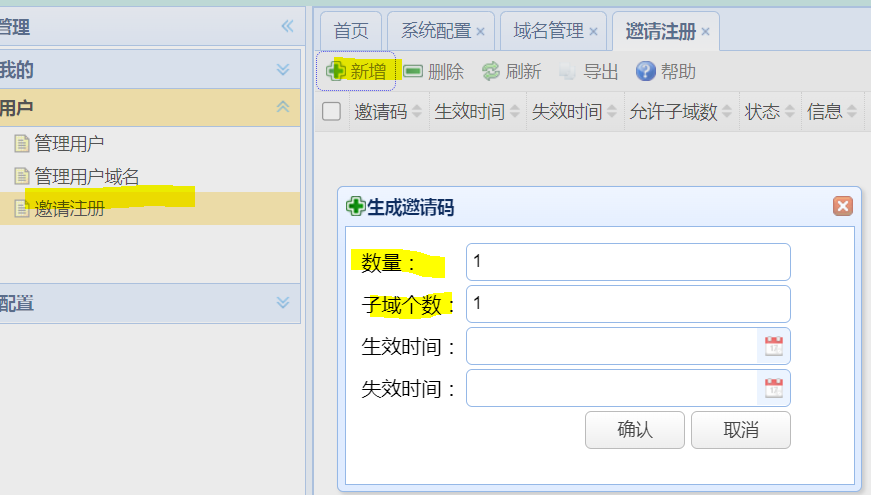 管理
我的
用户
管理用户
管理用户域名
邀请注册
配置
首页 系统配置 域名管理 邀请注册
新增 删除 刷新 导出 帮助
邀请码 生效时间 失效时间 允许子域数 状态 信息
生成邀请码
数量： 1
子域个数： 1
生效时间：
失效时间：
确认 取消